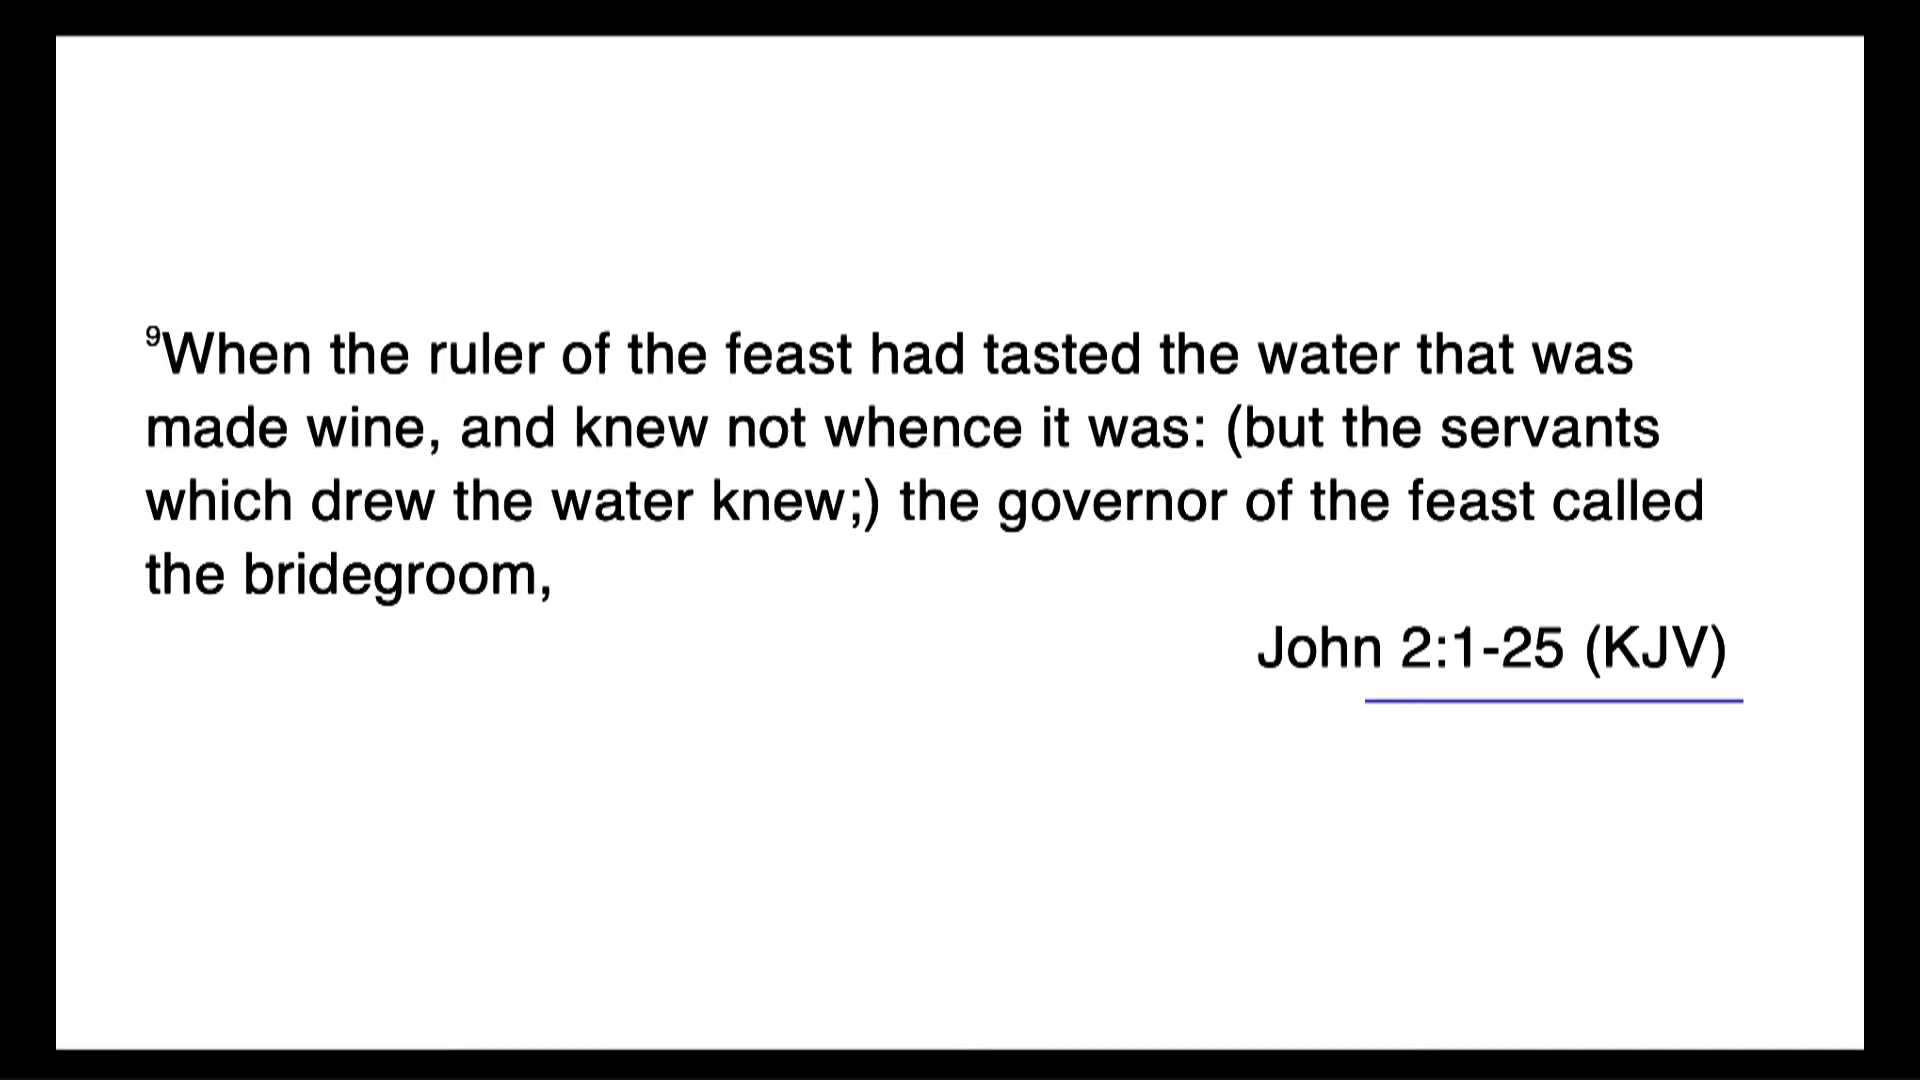 ⁹When the ruler of the feast had tasted the water that was
made wine, and knew not whence it was: (but the servants
which drew the water knew;) the governor of the feast called
the bridegroom,
John 2:1-25 (KJV)